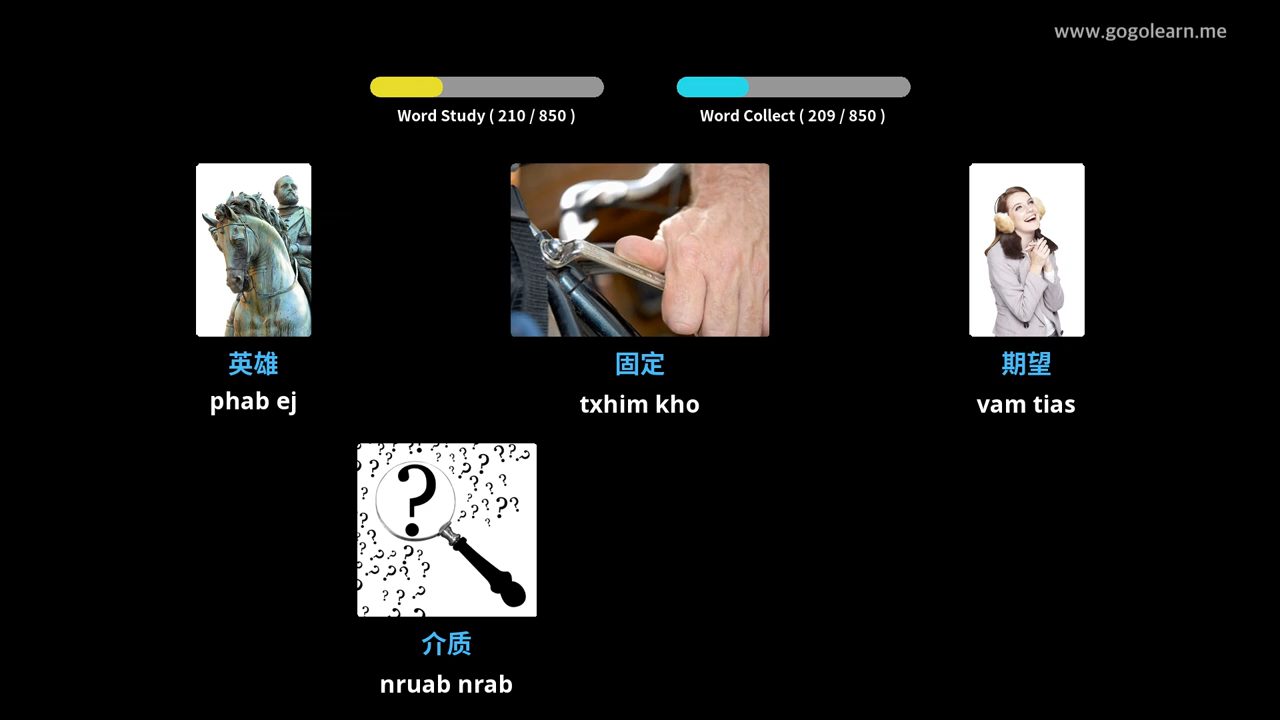 www.gogolearn.me
Word Study ( 210 / 850 )
Word Collect ( 209 / 850 )
英雄
phab ej
固定
txhim kho
期望
vam tias
介质
nruab nrab